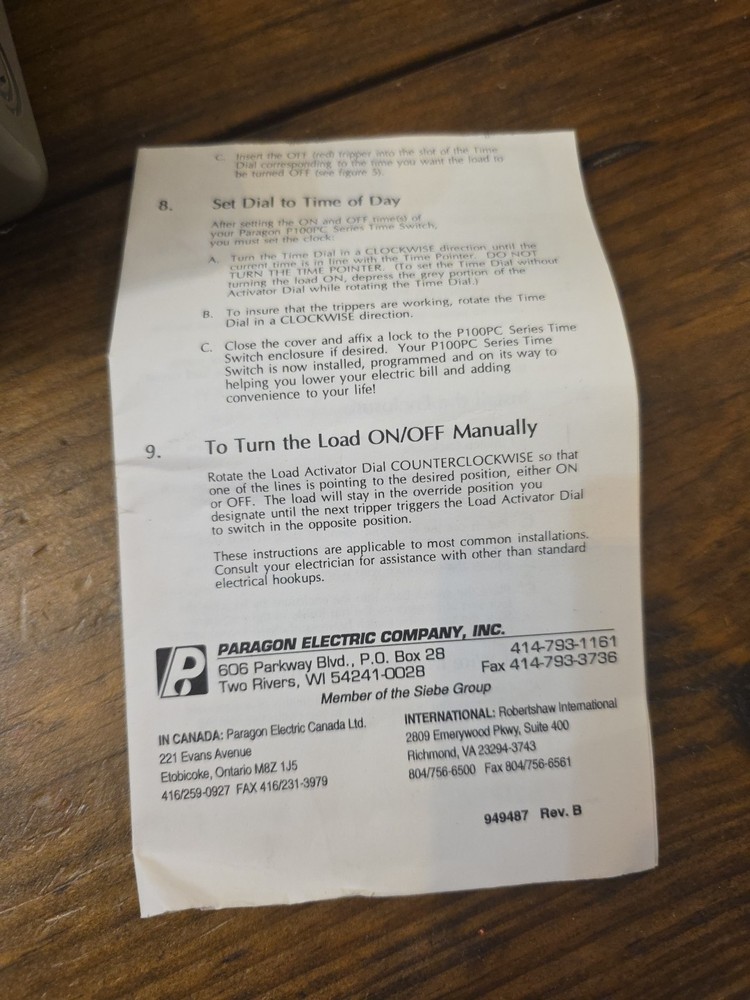 C. Insert the OFF (red) tripper into the slot of the Time
Dial corresponding to the time you want the load to
be turned OFF (see figure 5).
8. Set Dial to Time of Day
After setting the ON and OFF time(s) of
your Paragon P100PC Series Time Switch,
you must set the clock:
A. Turn the Time Dial in a CLOCKWISE direction until the
current time is in line with the Time Pointer. DO NOT
TURN THE TIME POINTER. (To set the Time Dial without
turning the load ON, depress the grey portion of the
Activator Dial while rotating the Time Dial.)
B. To insure that the trippers are working, rotate the Time
Dial in a CLOCKWISE direction.
C. Close the cover and affix a lock to the P100PC Series Time
Switch enclosure if desired. Your P100PC Series Time
Switch is now installed, programmed and on its way to
helping you lower your electric bill and adding
convenience to your life!
9. To Turn the Load ON/OFF Manually
Rotate the Load Activator Dial COUNTERCLOCKWISE so that
one of the lines is pointing to the desired position, either ON
or OFF. The load will stay in the override position you
designate until the next tripper triggers the Load Activator Dial
to switch in the opposite position.
These instructions are applicable to most common installations.
Consult your electrician for assistance with other than standard
electrical hookups.
PARAGON ELECTRIC COMPANY, INC.
606 Parkway Blvd., P.O. Box 28 414-793-1161
Two Rivers, WI 54241-0028 Fax 414-793-3736
Member of the Siebe Group
IN CANADA: Paragon Electric Canada Ltd.
221 Evans Avenue
Etobicoke, Ontario M8Z 1J5
416/259-0927 FAX 416/231-3979
INTERNATIONAL: Robertshaw International
2809 Emerywood Pkwy, Suite 400
Richmond, VA 23294-3743
804/756-6500 Fax 804/756-6561
949487 Rev. B